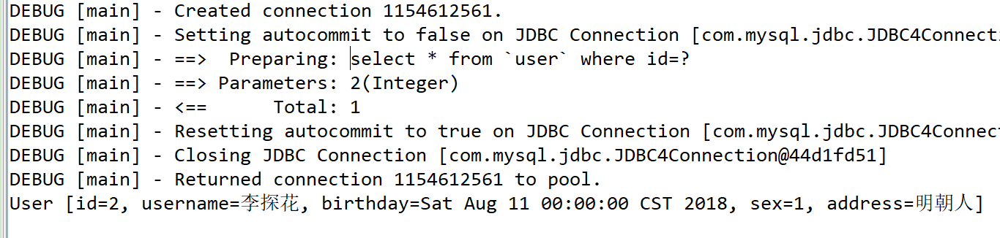 DEBUG [main] - Created connection 1154612561.
DEBUG [main] - Setting autocommit to false on JDBC Connection [com.mysql.jdbc.JDBC4Connecti
DEBUG [main] - ==>  Preparing: select * from `user` where id=?
DEBUG [main] - ==> Parameters: 2(Integer)
DEBUG [main] - <==      Total: 1
DEBUG [main] - Resetting autocommit to true on JDBC Connection [com.mysql.jdbc.JDBC4Connect
DEBUG [main] - Closing JDBC Connection [com.mysql.jdbc.JDBC4Connection@44d1fd51]
DEBUG [main] - Returned connection 1154612561 to pool.
User [id=2, username=李探花, birthday=Sat Aug 11 00:00:00 CST 2018, sex=1, address=明朝人]